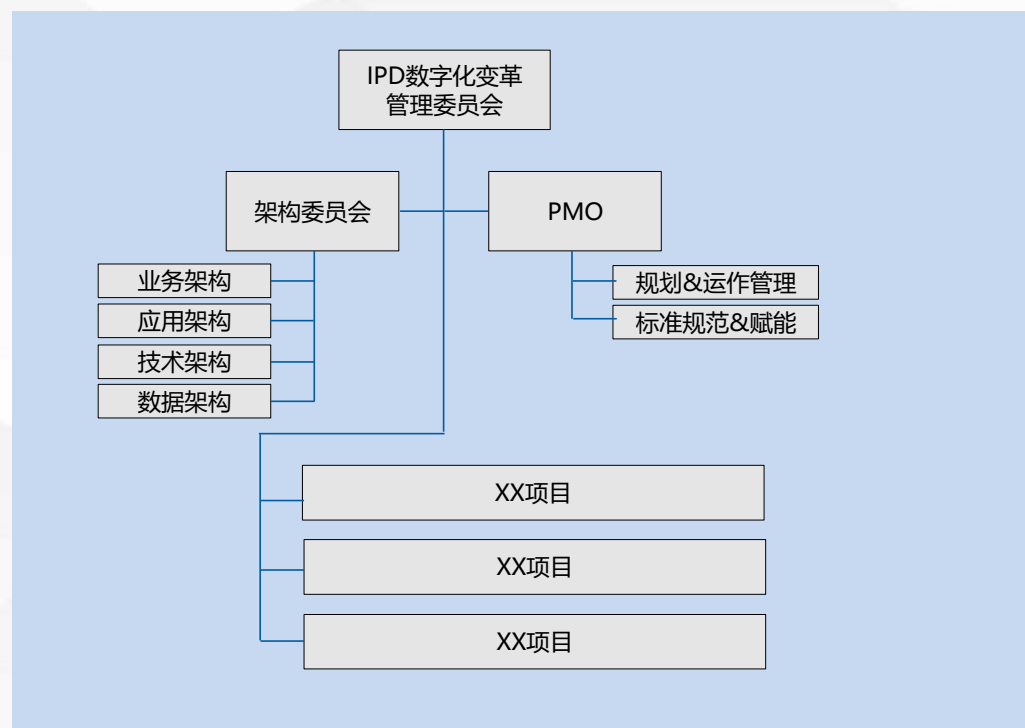 IPD数字化变革
管理委员会
架构委员会
PMO
业务架构
应用架构
技术架构
数据架构
规划&运作管理
标准规范&赋能
XX项目
XX项目
XX项目